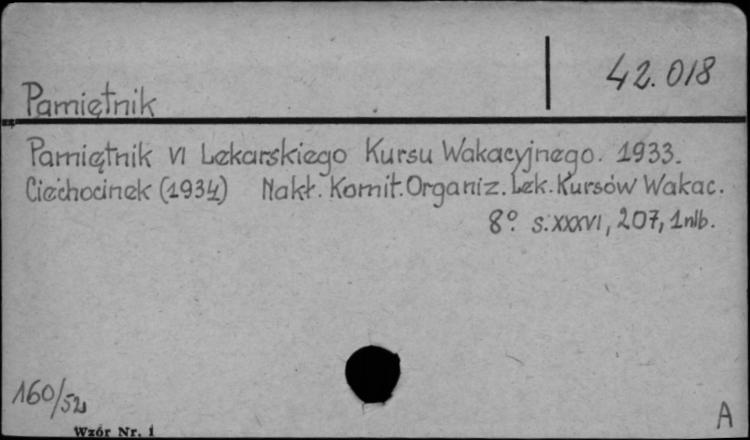 42.018
Pamiętnik
Pamiętnik VI Lekarskiego Kursu Wakacyjnego. 1933.
Ciechocinek (1934) Nakł. Komit. Organiz. Lek. Kursów Wakac.
8° s. XXXVI, 207, 1 nlb.
160/52
Wzór Nr. 1
A